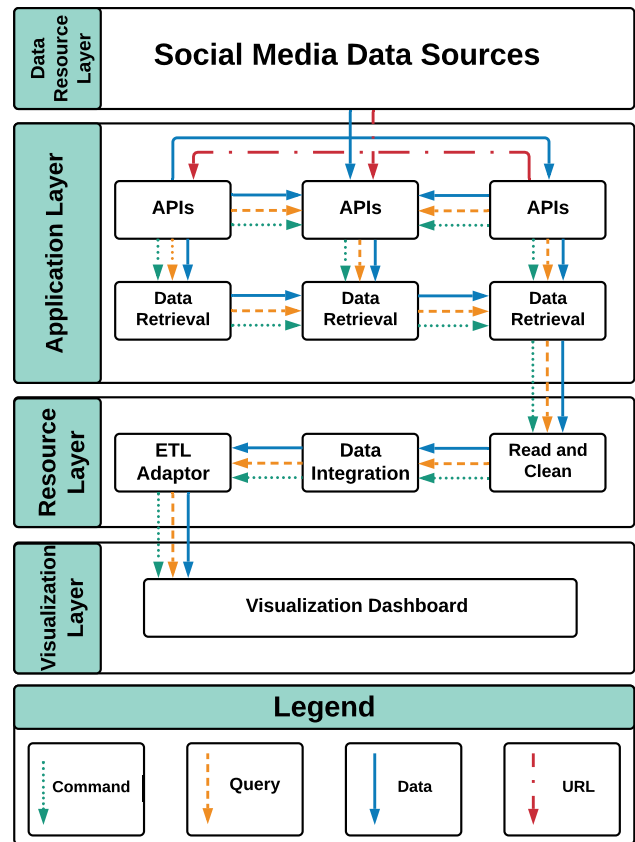 Data
Resource
Layer
Social Media Data Sources
Application Layer
APIs
APIs
APIs
Data
Retrieval
Data
Retrieval
Data
Retrieval
Resource
Layer
ETL
Adaptor
Data
Integration
Read and
Clean
Visualization
Layer
Visualization Dashboard
Legend
Command
Query
Data
URL